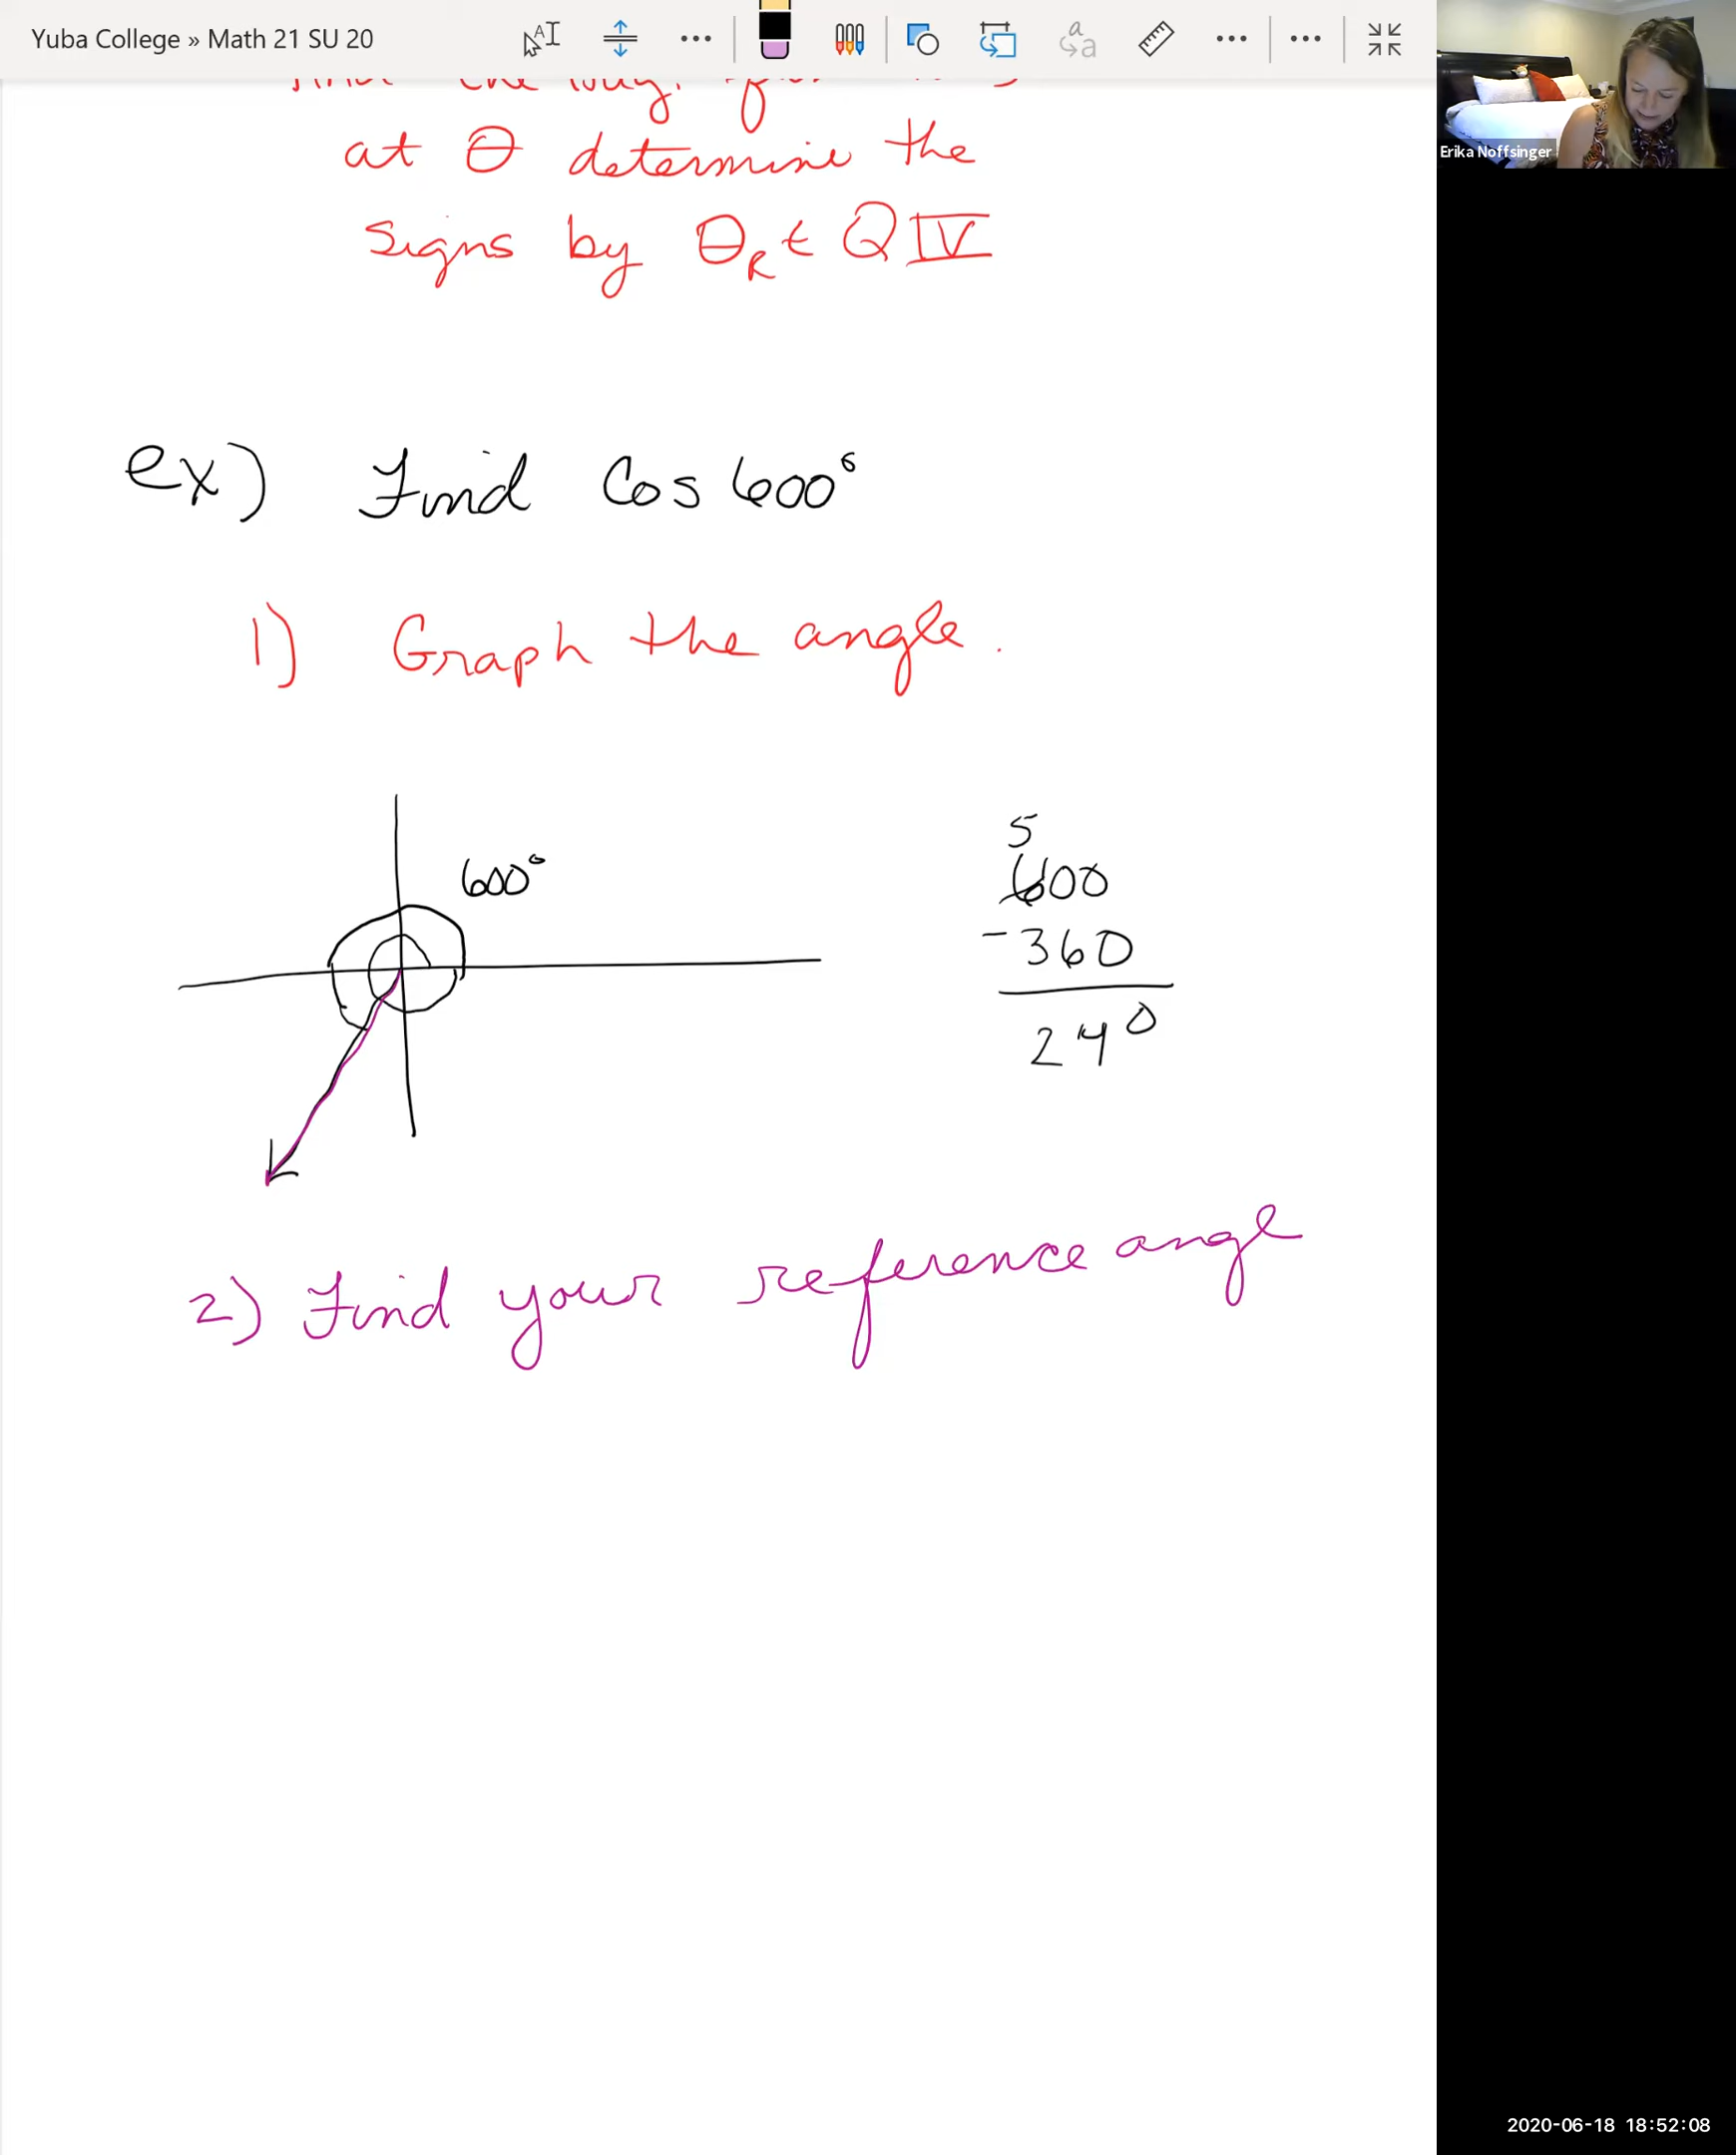 Yuba College » Math 21 SU 20
Erika Noffsinger
at θ determine the
signs by θ_R & Q IV
ex) Find Cos 600°
1) Graph the angle.
600°
5
600
-360
240
2) Find your reference angle
2020-06-18 18:52:08